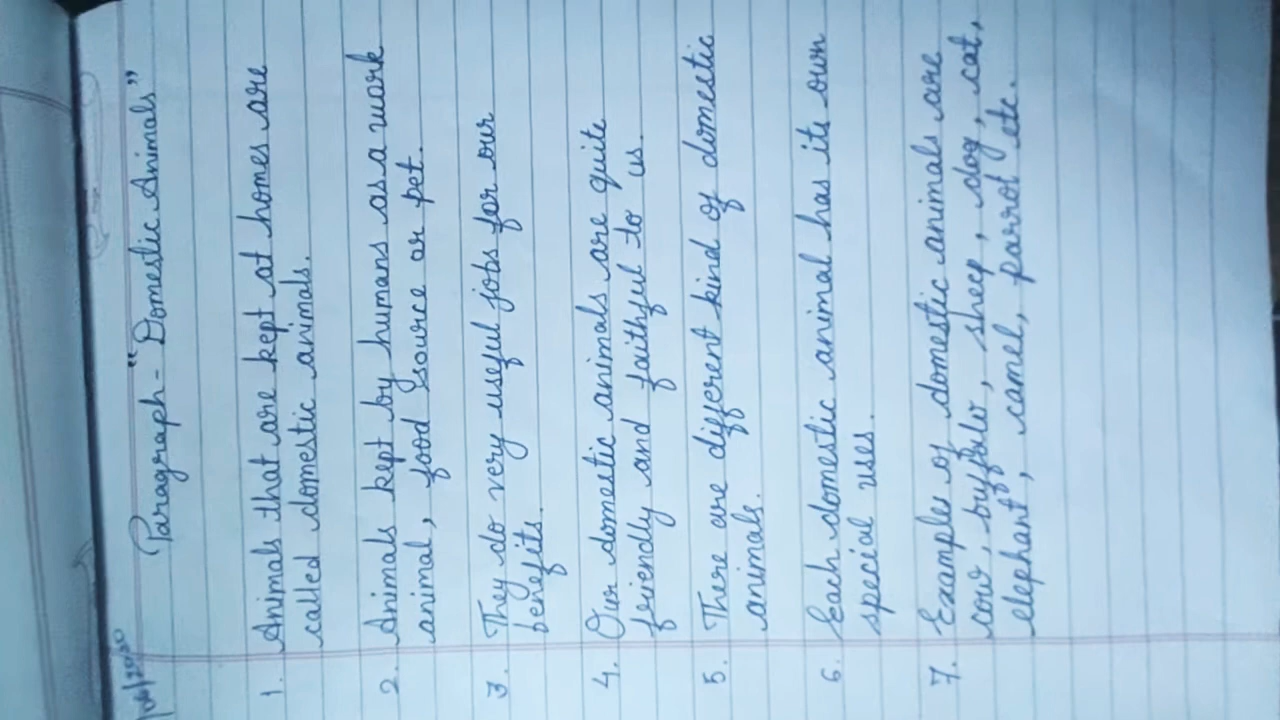 Paragraph - "Domestic Animals"
1. Animals that are kept at homes are
called domestic animals.
2. Animals kept by humans as a work
animal, food source or pet.
3. They do very useful jobs for our
benefits.
4. Our domestic animals are quite
friendly and faithful to us.
5. There are different kind of domestic
animals.
6. Each domestic animal has its own
special uses.
7. Examples of domestic animals are
cow, buffalo, sheep, dog, cat,
elephant, camel, parrot etc.